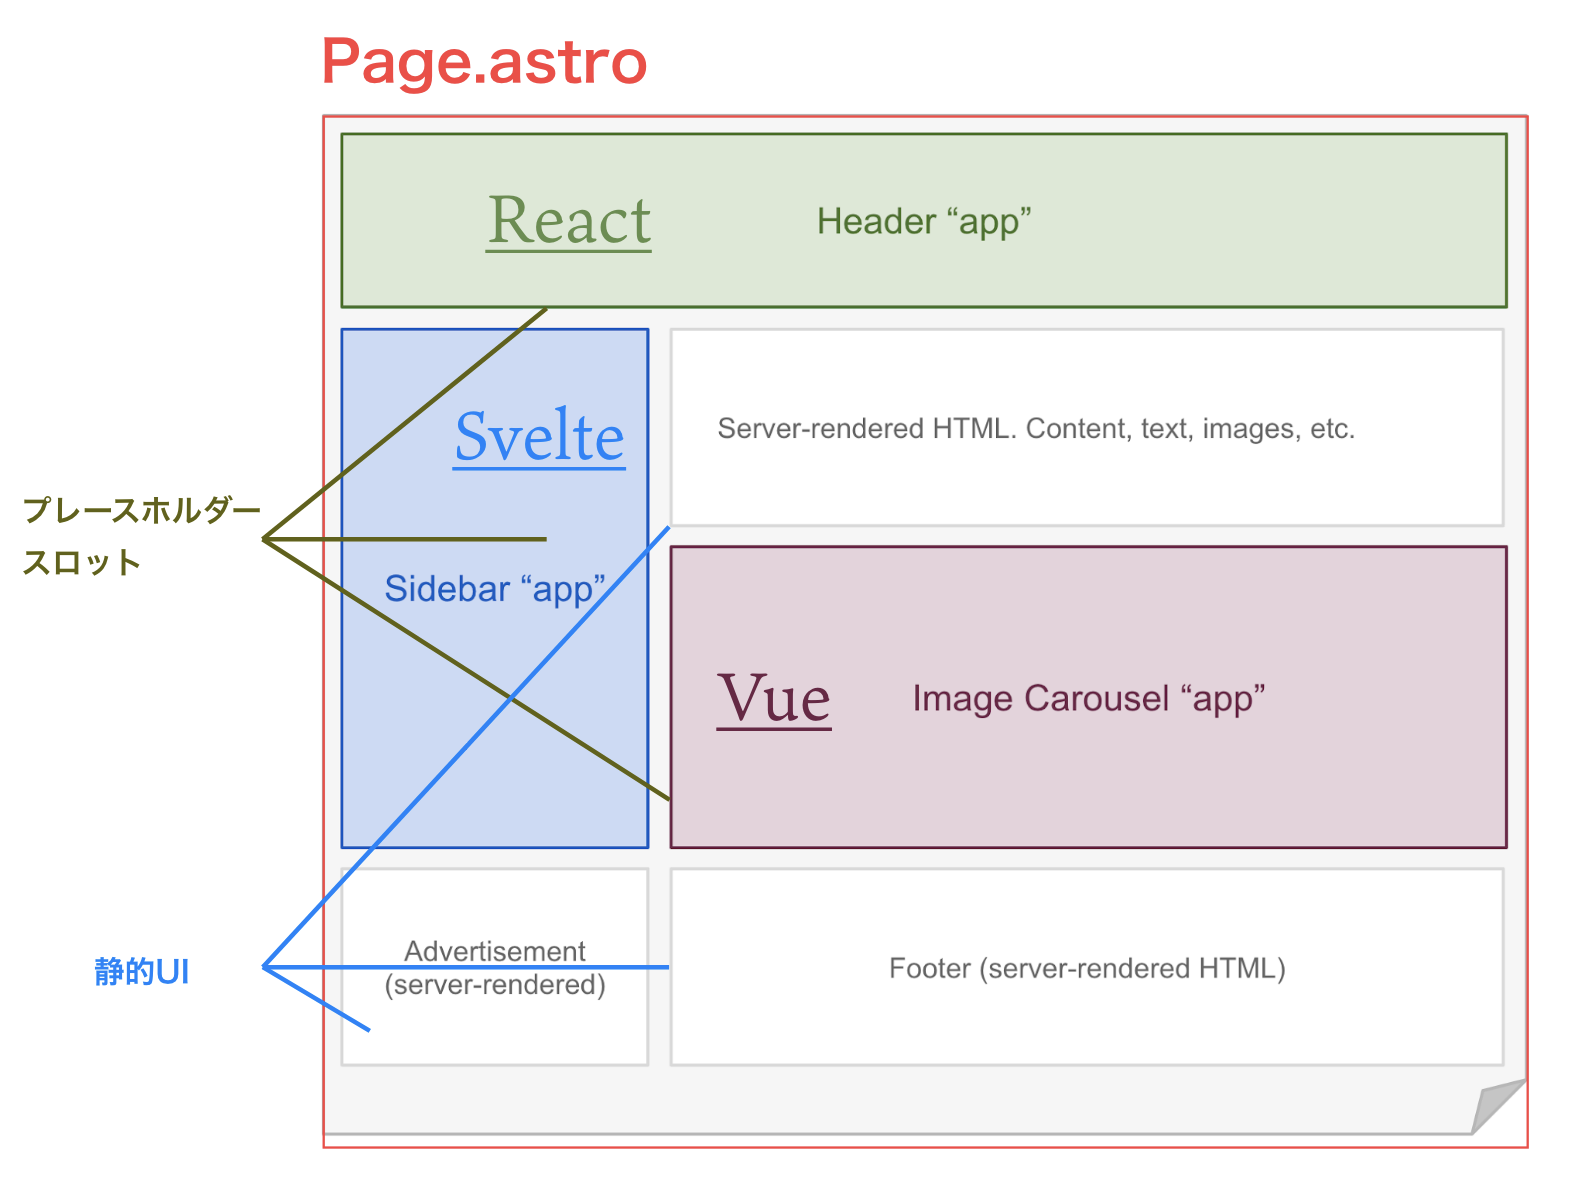 Page.astro
React
Header “app”
Svelte
Server-rendered HTML. Content, text, images, etc.
プレースホルダー
スロット
Sidebar “app”
Vue
Image Carousel “app”
静的UI
Advertisement
(server-rendered)
Footer (server-rendered HTML)